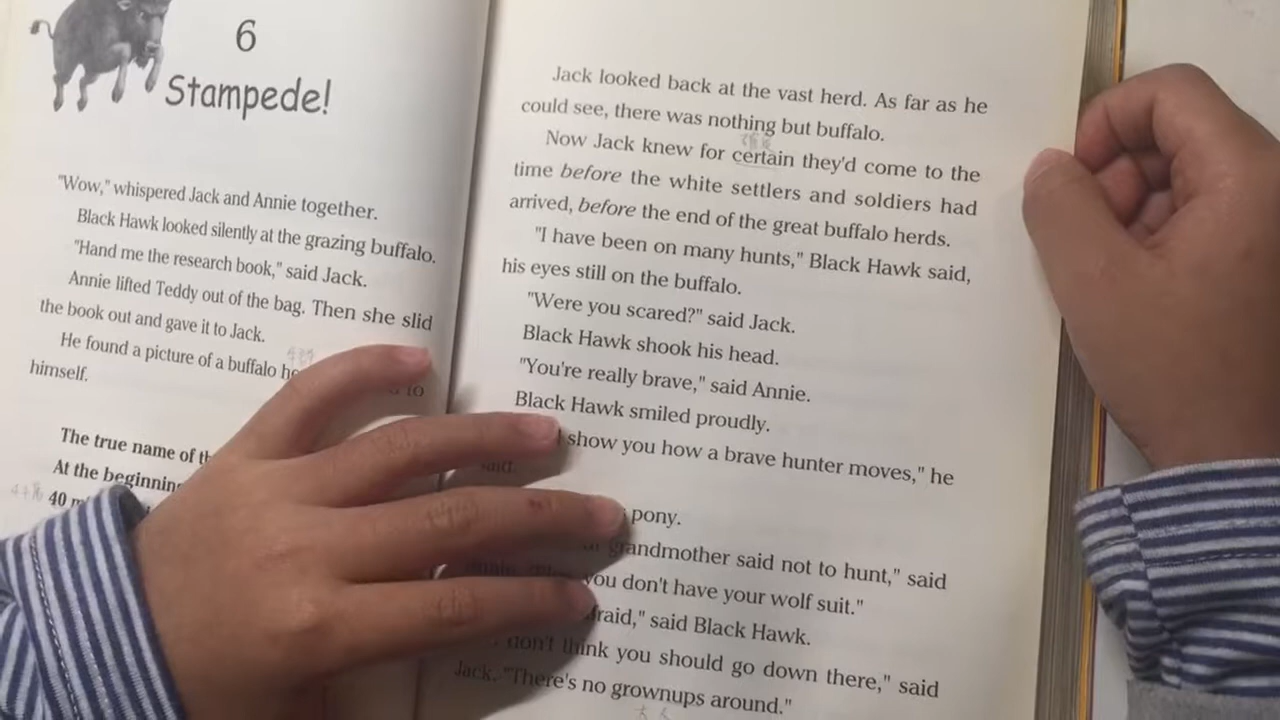 6
Stampede!
"Wow," whispered Jack and Annie together.
Black Hawk looked silently at the grazing buffalo.
"Hand me the research book," said Jack.
Annie lifted Teddy out of the bag. Then she slid
the book out and gave it to Jack.
He found a picture of a buffalo
to
himself.
The true name of
At the beginning
40
Jack looked back at the vast herd. As far as he
could see, there was nothing but buffalo.
Now Jack knew for certain they'd come to the
time before the white settlers and soldiers had
arrived, before the end of the great buffalo herds.
"I have been on many hunts," Black Hawk said,
his eyes still on the buffalo.
"Were you scared?" said Jack.
Black Hawk shook his head.
"You're really brave," said Annie.
Black Hawk smiled proudly.
show you how a brave hunter moves," he
said.
pony.
grandmother said not to hunt," said
you don't have your wolf suit."
said Black Hawk.
don't think you should go down there," said
Jack. "There's no grownups around."
大人